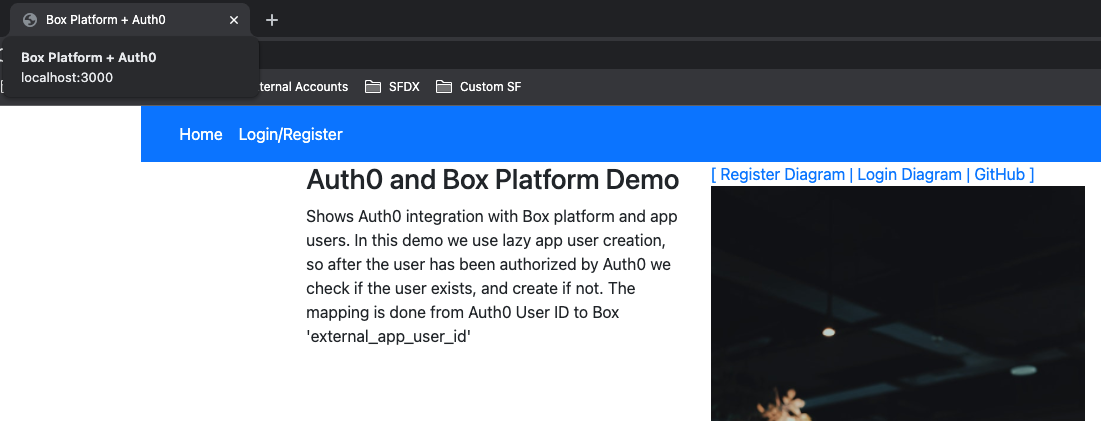 Box Platform + Auth0
Box Platform + Auth0
localhost:3000
ternal Accounts
SFDX
Custom SF
Home
Login/Register
Auth0 and Box Platform Demo
[ Register Diagram | Login Diagram | GitHub ]
Shows Auth0 integration with Box platform and app
users. In this demo we use lazy app user creation,
so after the user has been authorized by Auth0 we
check if the user exists, and create if not. The
mapping is done from Auth0 User ID to Box
'external_app_user_id'